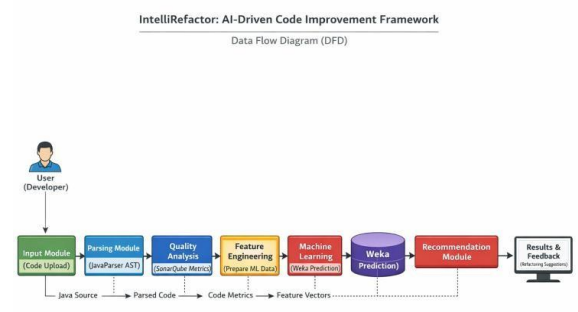 IntelliRefactor: AI-Driven Code Improvement Framework
Data Flow Diagram (DFD)
User
(Developer)
Input Module
(Code Upload)
Parsing Module
(JavaParser AST)
Quality
Analysis
(SonarQube Metrics)
Feature
Engineering
(Prepare ML Data)
Machine
Learning
(Weka Prediction)
Weka
Prediction)
Recommendation
Module
Results &
Feedback
(Refactoring Suggestions)
Java Source
Parsed Code
Code Metrics
Feature Vectors